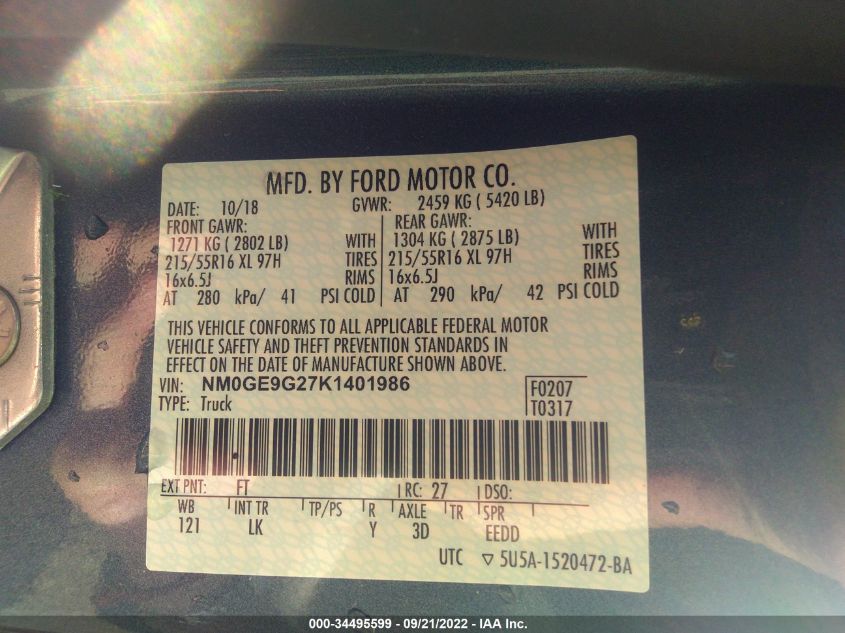 MFD. BY FORD MOTOR CO.
DATE: 10/18 GVWR: 2459 KG ( 5420 LB)
FRONT GAWR: REAR GAWR:
1271 KG ( 2802 LB) WITH 1304 KG ( 2875 LB) WITH
215/55R16 XL 97H TIRES 215/55R16 XL 97H TIRES
16x6.5J RIMS 16x6.5J RIMS
AT 280 kPa/ 41 PSI COLD AT 290 kPa/ 42 PSI COLD
THIS VEHICLE CONFORMS TO ALL APPLICABLE FEDERAL MOTOR
VEHICLE SAFETY AND THEFT PREVENTION STANDARDS IN
EFFECT ON THE DATE OF MANUFACTURE SHOWN ABOVE.
VIN: NM0GE9G27K1401986 F0207
TYPE: Truck T0317
EXT PNT: FT RC: 27 DSO:
WB INT TR TP/PS R AXLE TR SPR
121 LK Y 3D EEDD
UTC ▽ 5U5A-1520472-BA
000-34495599 - 09/21/2022 - IAA Inc.